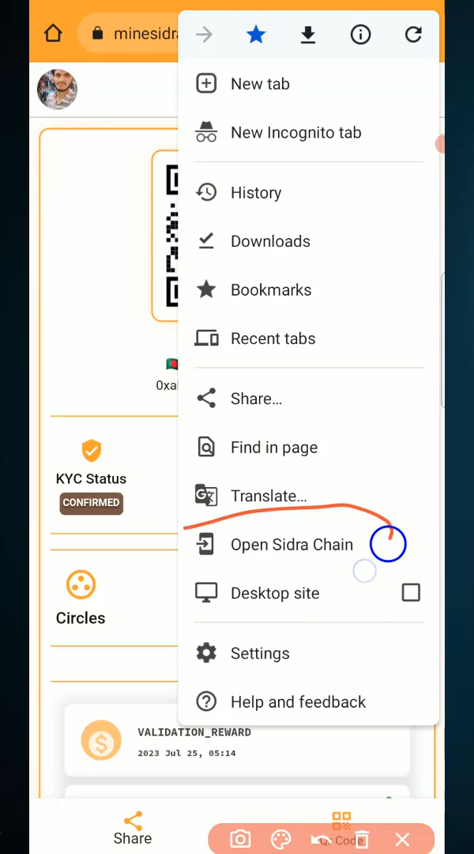 minesidra
New tab
New Incognito tab
History
Downloads
Bookmarks
Recent tabs
Share…
Find in page
Translate…
Open Sidra Chain
Desktop site
Settings
Help and feedback
0xa
KYC Status
CONFIRMED
Circles
VALIDATION_REWARD
2023 Jul 25, 05:14
Share
Code